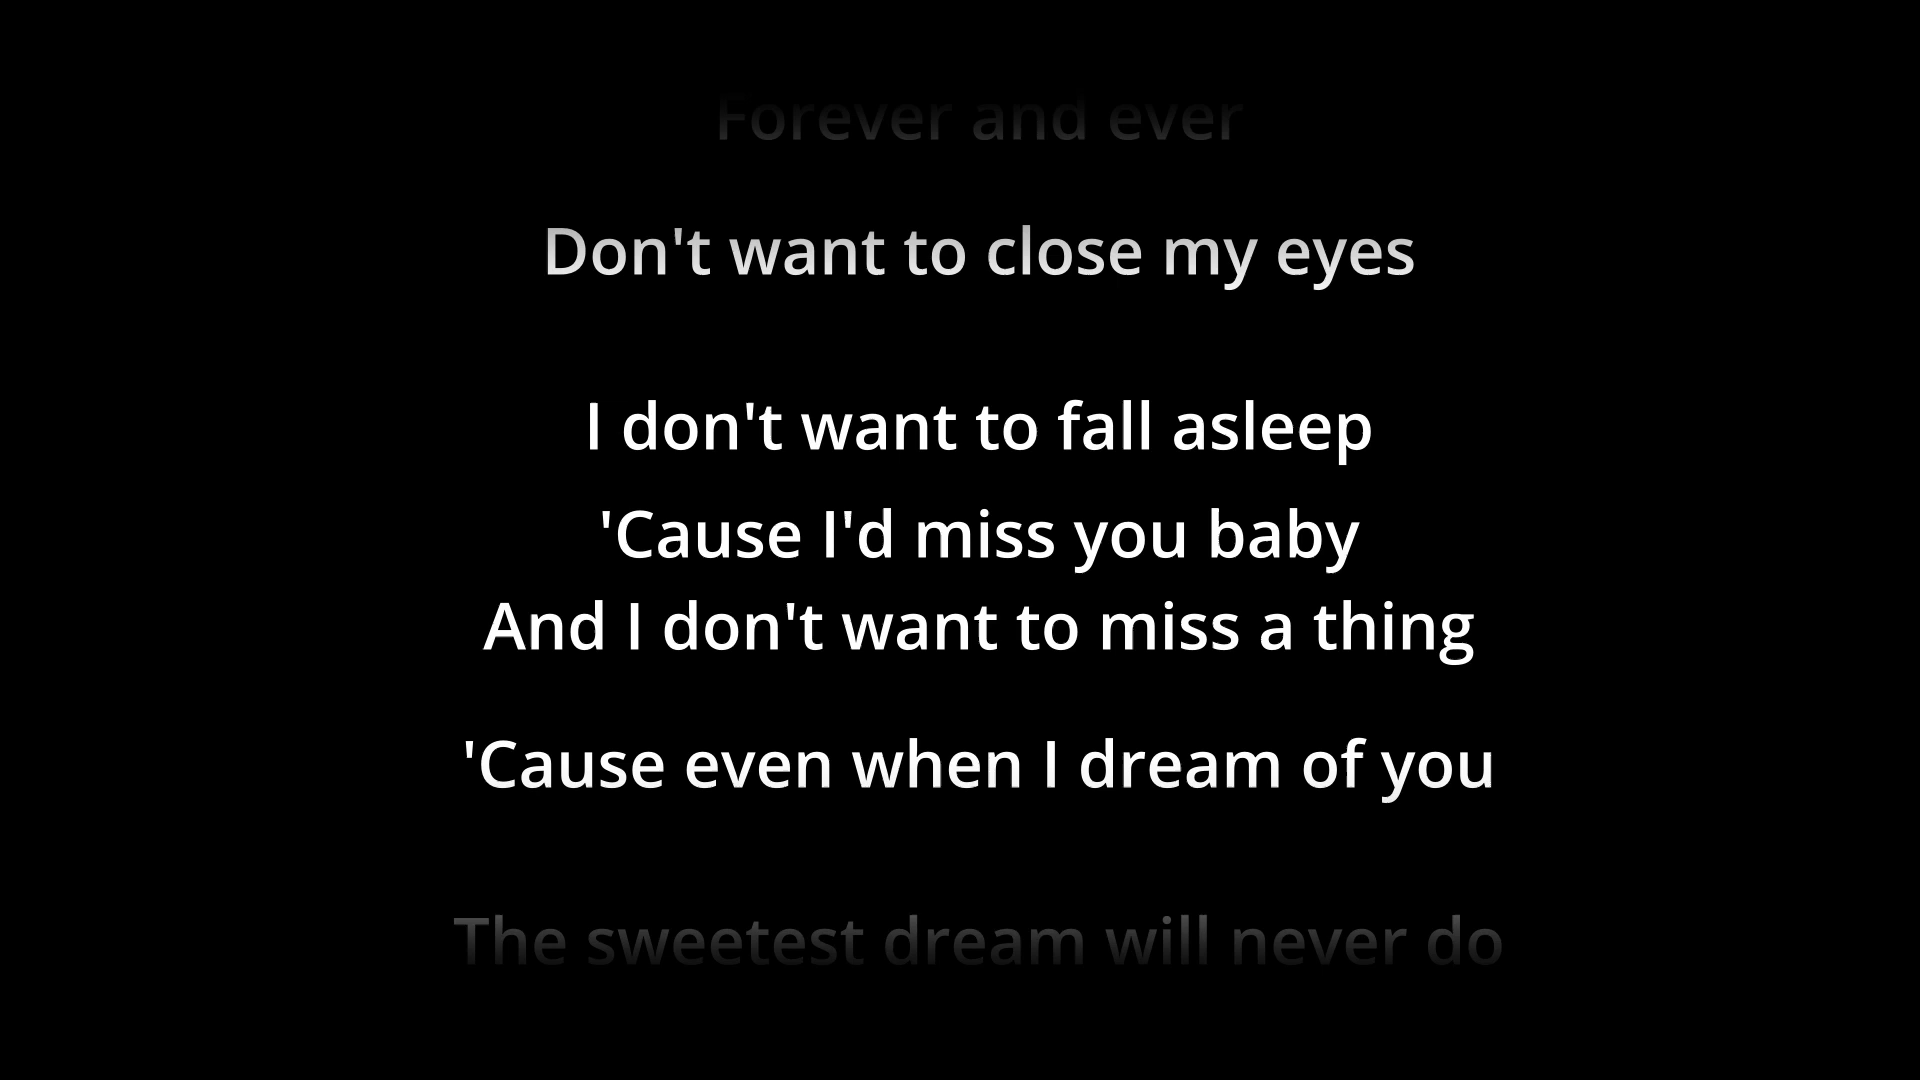 Forever and ever
Don't want to close my eyes
I don't want to fall asleep
'Cause I'd miss you baby
And I don't want to miss a thing
'Cause even when I dream of you
The sweetest dream will never do